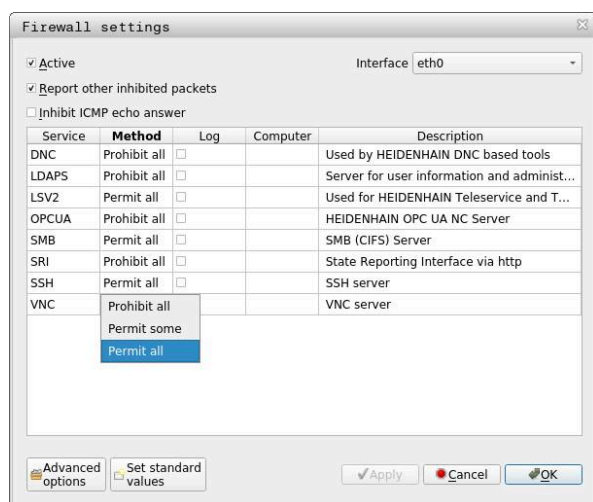 Firewall settings
Active
Interface eth0
Report other inhibited packets
Inhibit ICMP echo answer
Service Method Log Computer Description
DNC Prohibit all Used by HEIDENHAIN DNC based tools
LDAPS Prohibit all Server for user information and administ...
LSV2 Permit all Used for HEIDENHAIN Teleservice and T...
OPCUA Prohibit all HEIDENHAIN OPC UA NC Server
SMB Permit all SMB (CIFS) Server
SRI Prohibit all State Reporting Interface via http
SSH Permit all SSH server
VNC Prohibit all VNC server
Permit some
Permit all
Advanced options
Set standard values
Apply
Cancel
OK